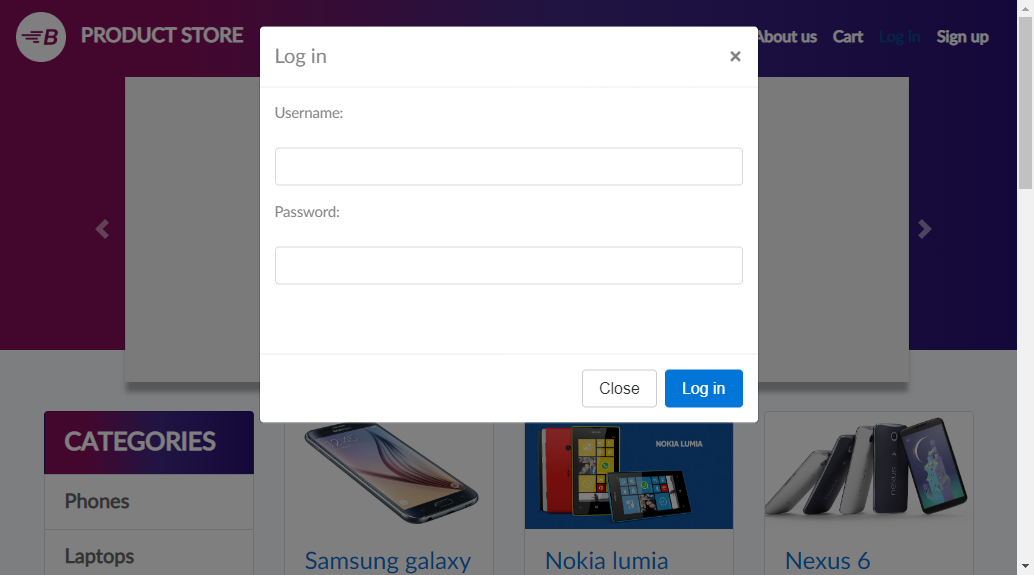 B PRODUCT STORE
About us Cart Log in Sign up
Log in ×
Username:
Password:
Close Log in
CATEGORIES
Phones
Laptops
NOKIA LUMIA
nexus
Samsung galaxy
Nokia lumia
Nexus 6